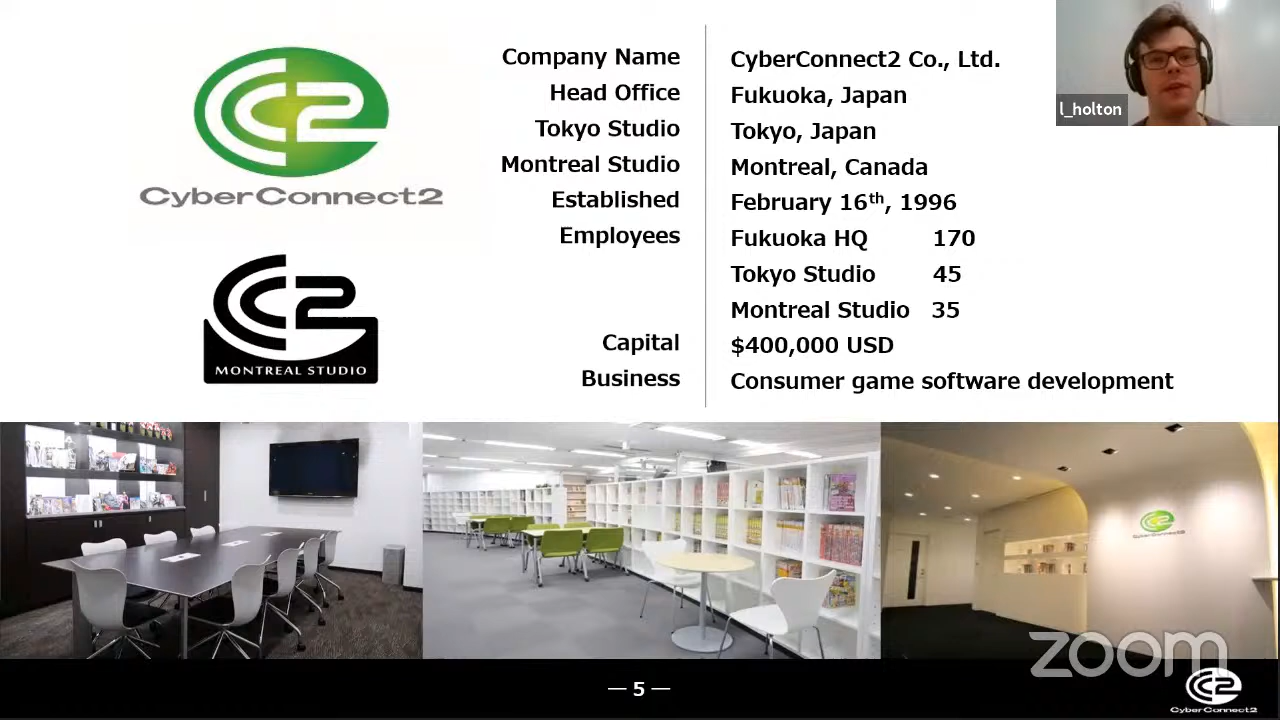 CyberConnect2
MONTREAL STUDIO
Company Name CyberConnect2 Co., Ltd.
Head Office Fukuoka, Japan
Tokyo Studio Tokyo, Japan
Montreal Studio Montreal, Canada
Established February 16th, 1996
Employees Fukuoka HQ 170
Tokyo Studio 45
Montreal Studio 35
Capital $400,000 USD
Business Consumer game software development
l_holton
CyberConnect2
zoom
— 5 —
CyberConnect2